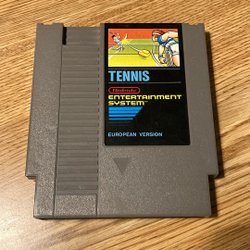 TENNIS
Nintendo
ENTERTAINMENT
SYSTEM
EUROPEAN VERSION